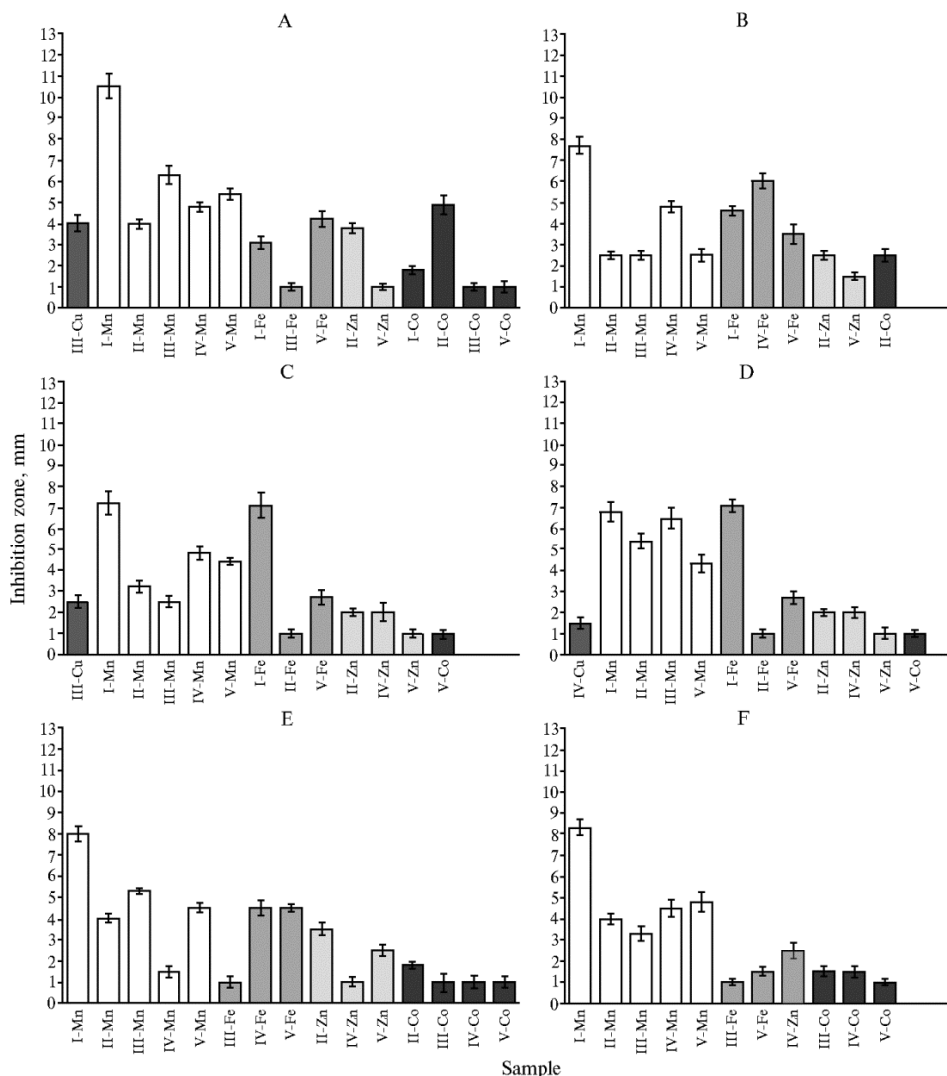 A
13
12
11
10
9
8
7
6
5
4
3
2
1
0
III-Cu
I-Mn
II-Mn
III-Mn
IV-Mn
V-Mn
I-Fe
III-Fe
V-Fe
II-Zn
V-Zn
I-Co
II-Co
III-Co
V-Co
B
13
12
11
10
9
8
7
6
5
4
3
2
1
0
I-Mn
II-Mn
III-Mn
IV-Mn
V-Mn
I-Fe
IV-Fe
V-Fe
II-Zn
V-Zn
II-Co
Inhibition zone, mm
C
13
12
11
10
9
8
7
6
5
4
3
2
1
0
III-Cu
I-Mn
II-Mn
III-Mn
IV-Mn
V-Mn
I-Fe
II-Fe
V-Fe
II-Zn
IV-Zn
V-Zn
V-Co
D
13
12
11
10
9
8
7
6
5
4
3
2
1
0
IV-Cu
I-Mn
II-Mn
III-Mn
V-Mn
I-Fe
II-Fe
V-Fe
II-Zn
IV-Zn
V-Zn
V-Co
E
13
12
11
10
9
8
7
6
5
4
3
2
1
0
I-Mn
II-Mn
III-Mn
IV-Mn
V-Mn
III-Fe
IV-Fe
V-Fe
II-Zn
IV-Zn
V-Zn
II-Co
III-Co
IV-Co
V-Co
F
13
12
11
10
9
8
7
6
5
4
3
2
1
0
I-Mn
II-Mn
III-Mn
IV-Mn
V-Mn
III-Fe
V-Fe
IV-Zn
III-Co
IV-Co
V-Co
Sample